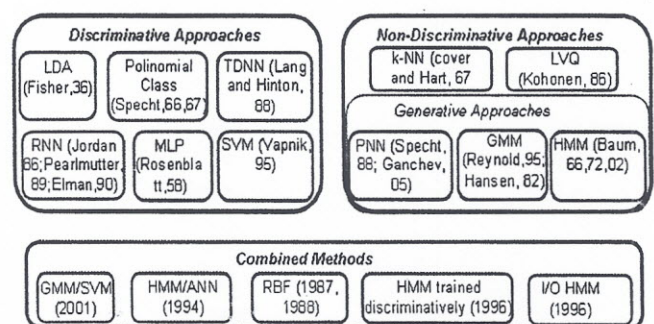 Discriminative Approaches
LDA
(Fisher,36)
Polinomial
Class
(Specht,66,67)
TDNN (Lang
and Hinton,
88)
RNN (Jordan
86;Pearlmutter,
89;Elman,90)
MLP
(Rosenbla
tt,58)
SVM (Vapnik,
95)
Non-Discriminative Approaches
k-NN (cover
and Hart, 67
LVQ
(Kohonen, 86)
Generative Approaches
PNN (Specht,
88; Ganchev,
05)
GMM
(Reynold,95;
Hansen, 82)
HMM (Baum,
66,72,02)
Combined Methods
GMM/SVM
(2001)
HMM/ANN
(1994)
RBF (1987,
1988)
HMM trained
discriminatively (1996)
I/O HMM
(1996)